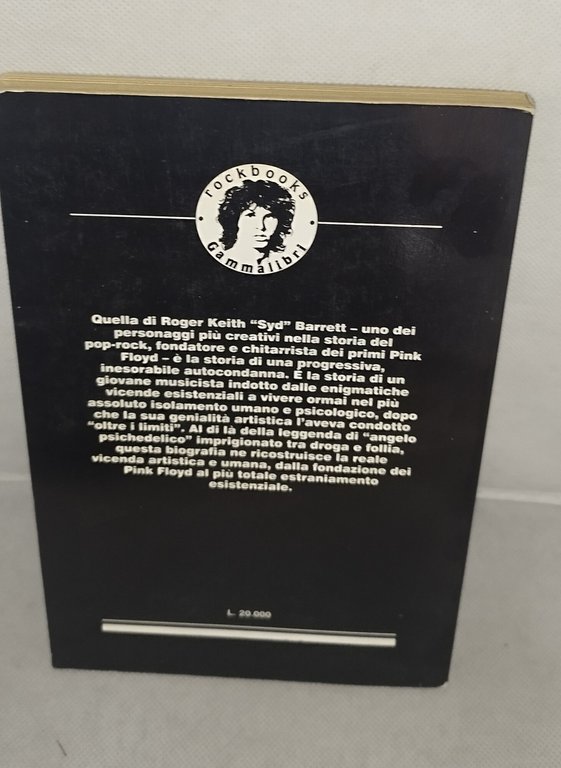 rockbooks
Gammalibri
Quella di Roger Keith "Syd" Barrett – uno dei
personaggi più creativi nella storia del
pop-rock, fondatore e chitarrista dei primi Pink
Floyd – è la storia di una progressiva,
inesorabile autocondanna. È la storia di un
giovane musicista indotto dalle enigmatiche
vicende esistenziali a vivere ormai nel più
assoluto isolamento umano e psicologico, dopo
che la sua genialità artistica l'aveva condotto
"oltre i limiti". Al di là della leggenda di "angelo
psichedelico" imprigionato tra droga e follia,
questa biografia ne ricostruisce la reale
vicenda artistica e umana, dalla fondazione dei
Pink Floyd al più totale estraniamento
esistenziale.
L. 20.000